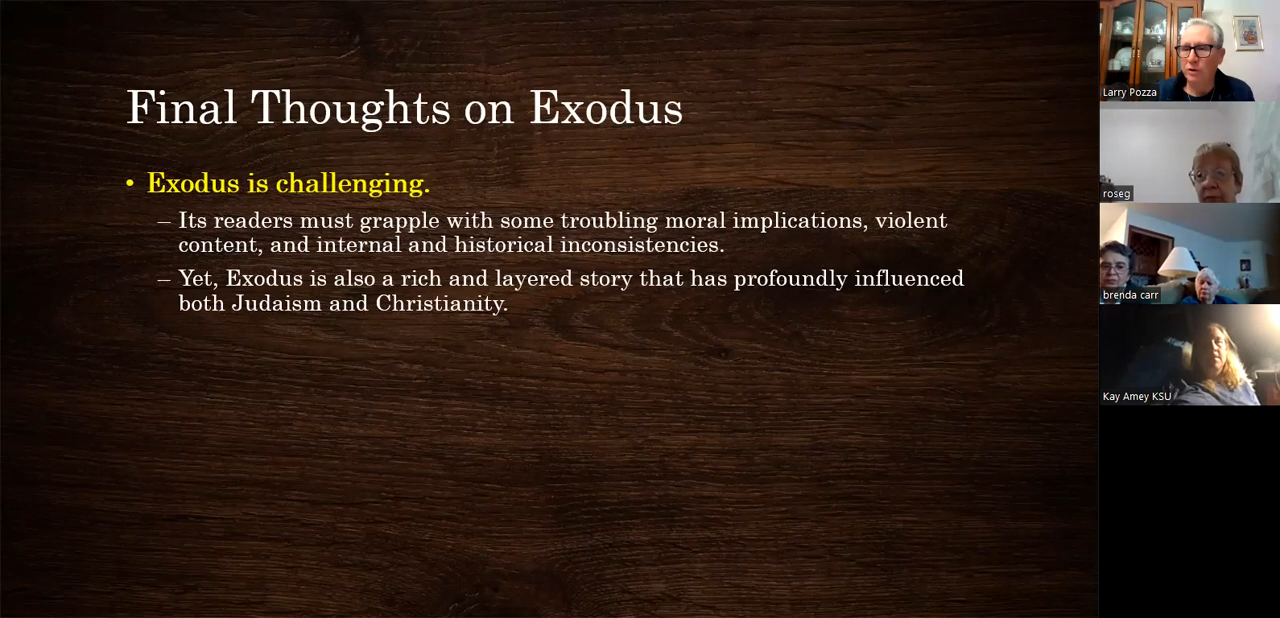 Final Thoughts on Exodus
• Exodus is challenging.
– Its readers must grapple with some troubling moral implications, violent
content, and internal and historical inconsistencies.
– Yet, Exodus is also a rich and layered story that has profoundly influenced
both Judaism and Christianity.
Larry Pozza
roseg
brenda carr
Kay Amey KSU